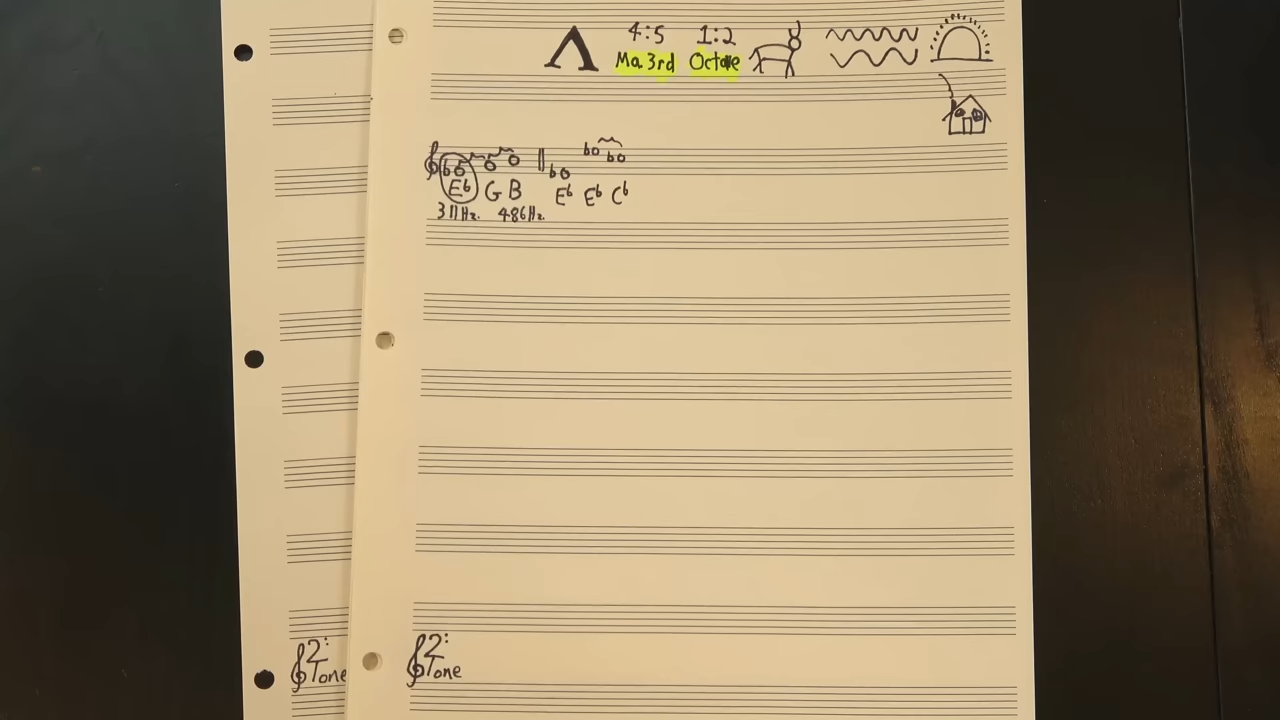 Λ 4:5 1:2
Ma. 3rd Octave
E♭ G B E♭ E♭ C♭
311Hz. 486Hz.
2:
Tone
2:
Tone